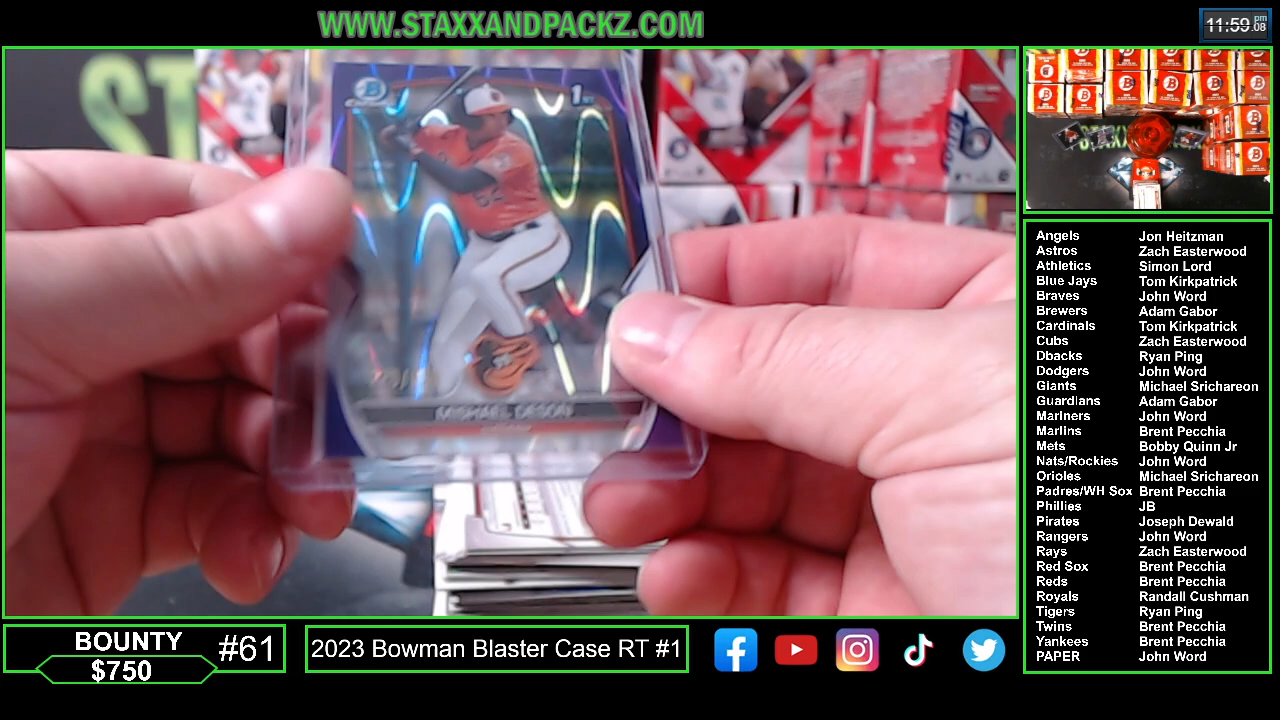 WWW.STAXXANDPACKZ.COM
11:59 pm .08
1ST
52
Angels Jon Heitzman
Astros Zach Easterwood
Athletics Simon Lord
Blue Jays Tom Kirkpatrick
Braves John Word
Brewers Adam Gabor
Cardinals Tom Kirkpatrick
Cubs Zach Easterwood
Dbacks Ryan Ping
Dodgers John Word
Giants Michael Srichareon
Guardians Adam Gabor
Mariners John Word
Marlins Brent Pecchia
Mets Bobby Quinn Jr
Nats/Rockies John Word
Orioles Michael Srichareon
Padres/WH Sox Brent Pecchia
Phillies JB
Pirates Joseph Dewald
Rangers John Word
Rays Zach Easterwood
Red Sox Brent Pecchia
Reds Brent Pecchia
Royals Randall Cushman
Tigers Ryan Ping
Twins Brent Pecchia
Yankees Brent Pecchia
PAPER John Word
BOUNTY
$750
#61
2023 Bowman Blaster Case RT #1